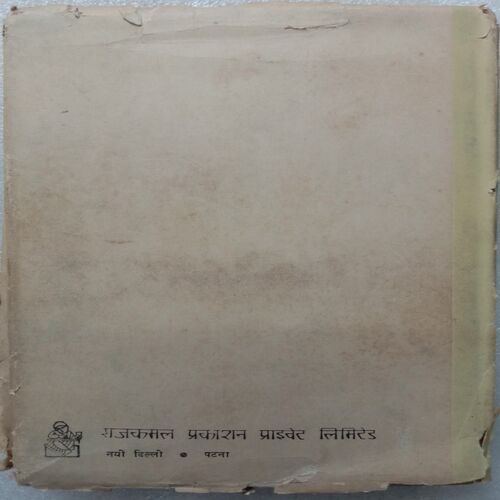 राजकमल प्रकाशन प्राइवेट लिमिटेड
नयी दिल्ली ● पटना